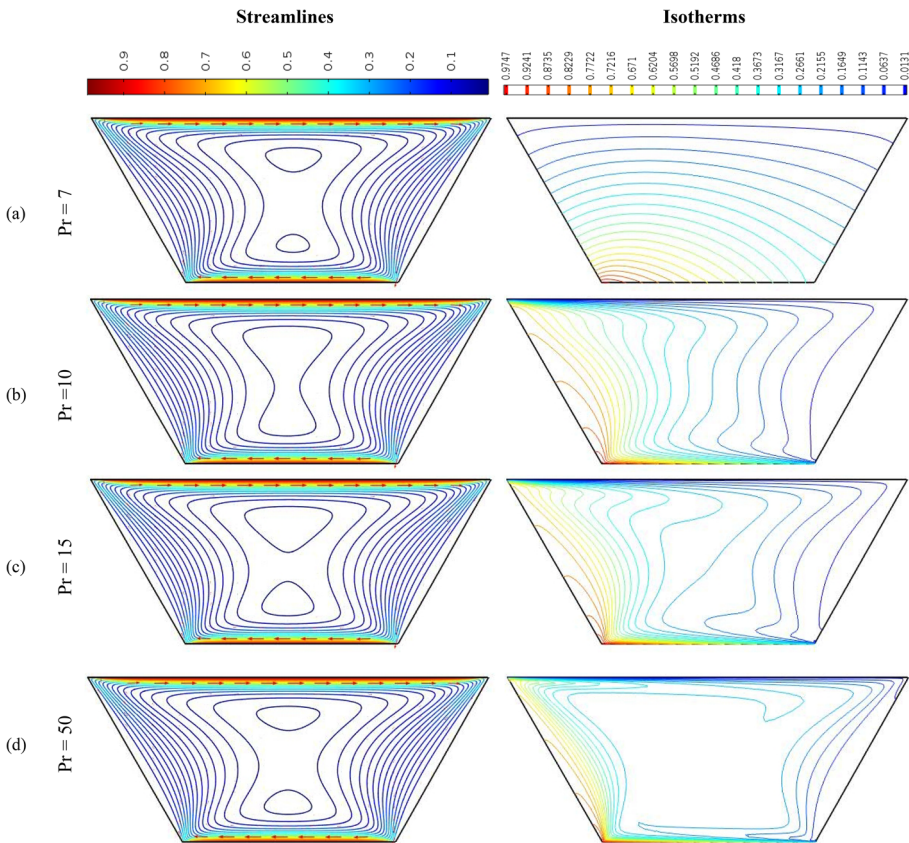 Streamlines
Isotherms
0.9
0.8
0.7
0.6
0.5
0.4
0.3
0.2
0.1
0.9747
0.9241
0.8735
0.8229
0.7722
0.7216
0.671
0.6204
0.5698
0.5192
0.4686
0.418
0.3673
0.3167
0.2661
0.2155
0.1649
0.1143
0.0637
0.0131
(a)
Pr = 7
(b)
Pr =10
(c)
Pr = 15
(d)
Pr = 50